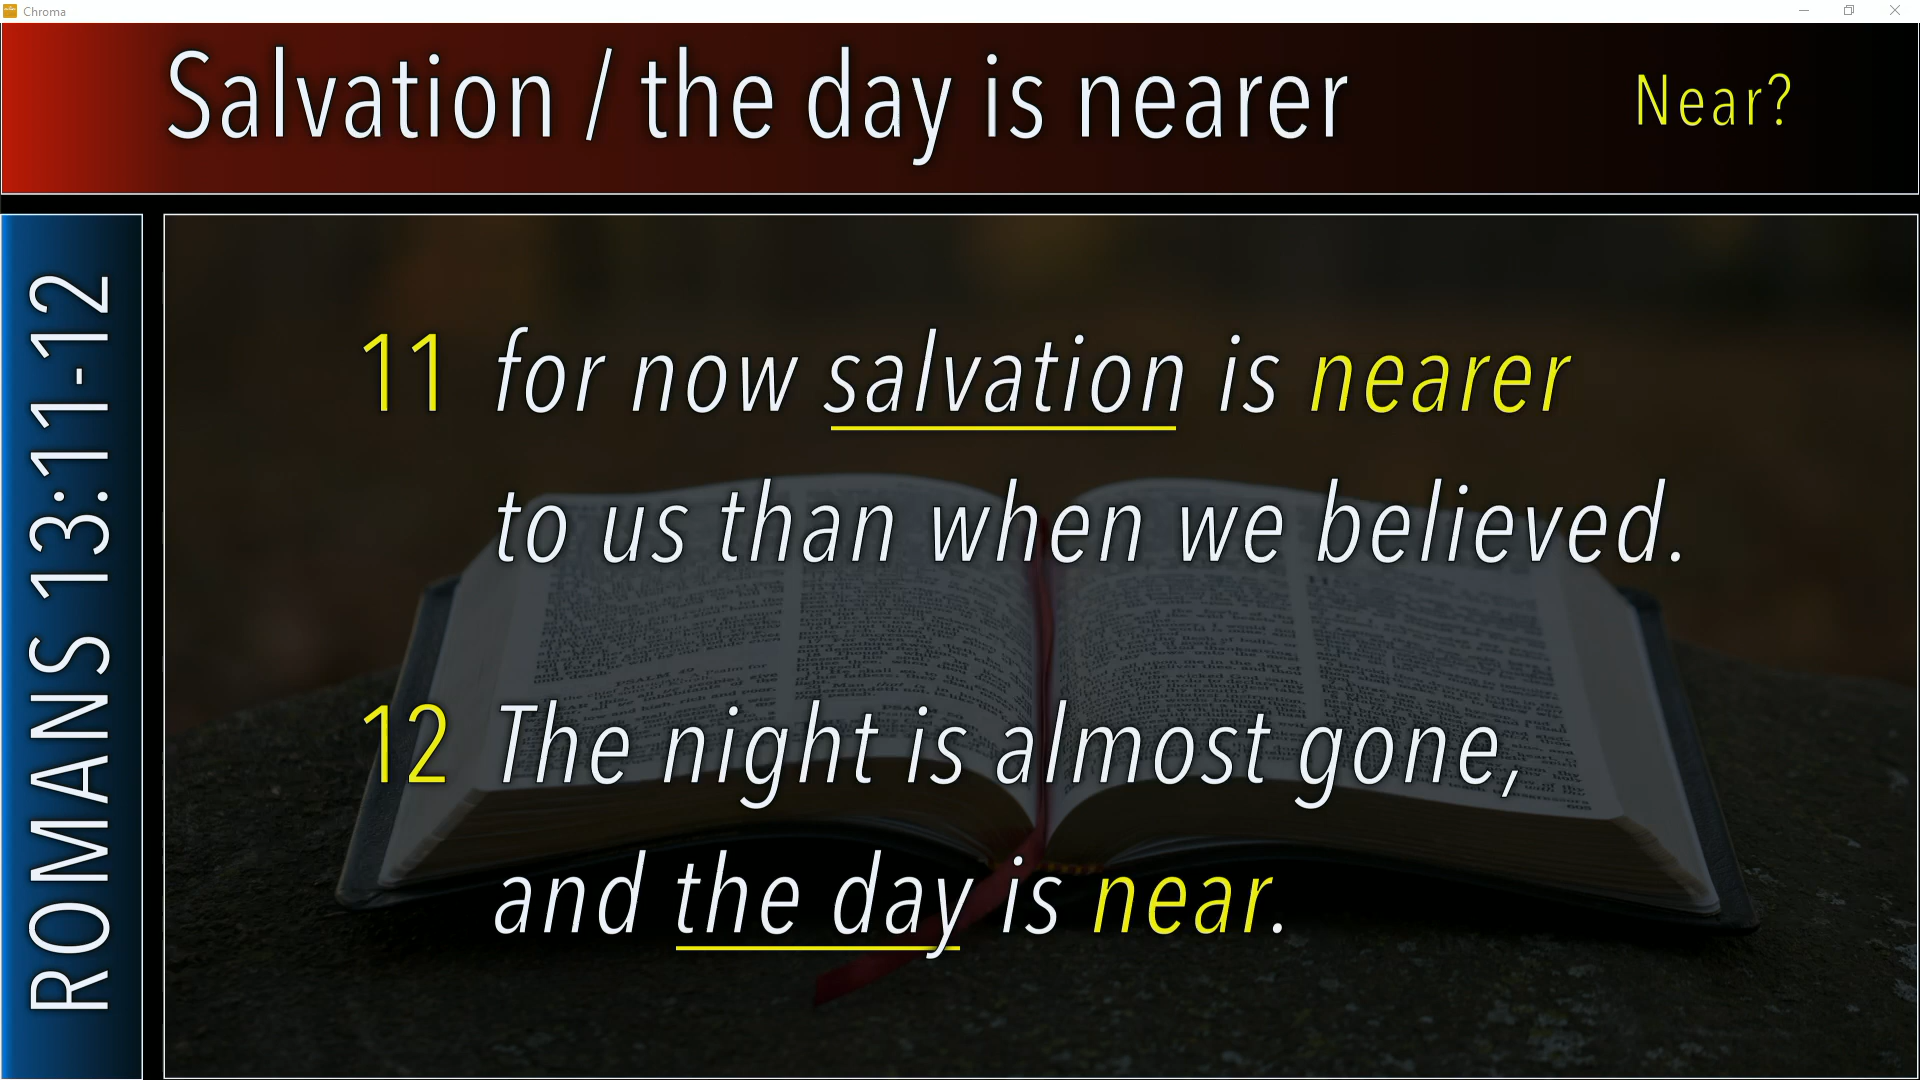 Chroma
Salvation / the day is nearer
Near?
ROMANS 13:11-12
11 for now salvation is nearer
to us than when we believed.
12 The night is almost gone,
and the day is near.